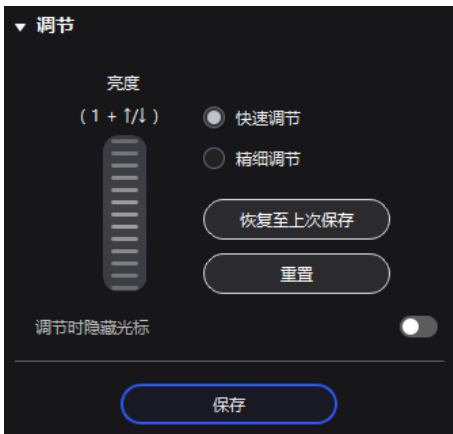 调节
亮度
( 1 + ↑/↓ )
快速调节
精细调节
恢复至上次保存
重置
调节时隐藏光标
保存